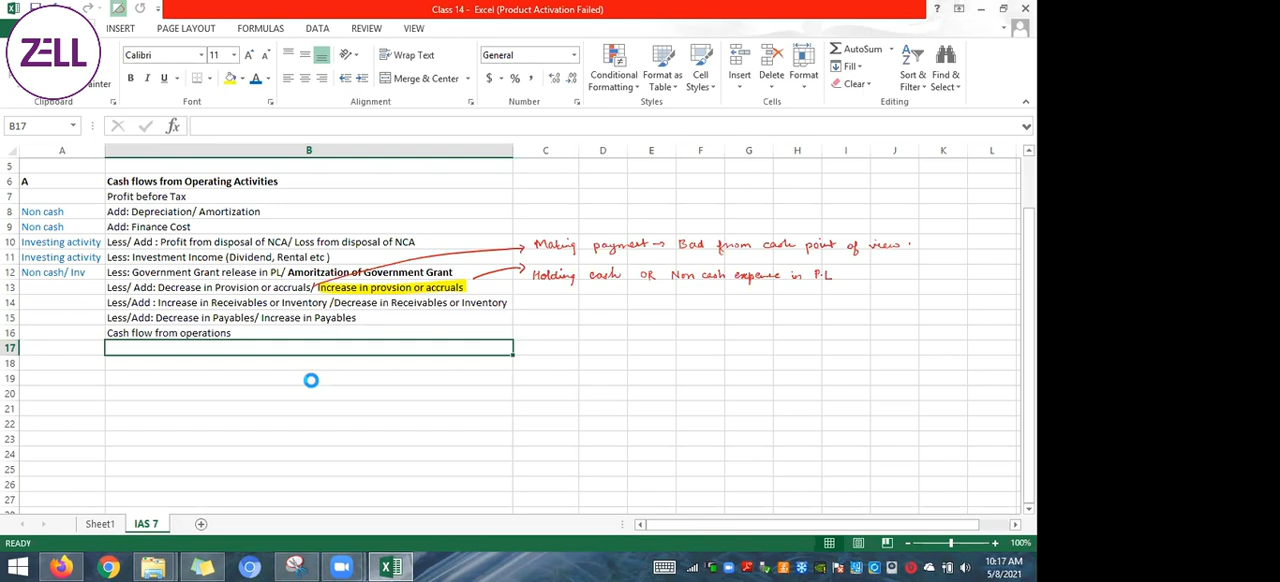 Class 14 - Excel (Product Activation Failed)
ZELL
INSERT PAGE LAYOUT FORMULAS DATA REVIEW VIEW
Calibri 11 Wrap Text General AutoSum
Fill
B I U Merge & Center $ % , Conditional Formatting Format as Table Cell Styles Insert Delete Format Clear Sort & Filter Find & Select
Painter
Clipboard Font Alignment Number Styles Cells Editing
B17 fx
A B C D E F G H I J K L
5
6 A Cash flows from Operating Activities
7 Profit before Tax
8 Non cash Add: Depreciation/ Amortization
9 Non cash Add: Finance Cost
10 Investing activity Less/ Add : Profit from disposal of NCA/ Loss from disposal of NCA Making payment → Bad from cash point of view .
11 Investing activity Less: Investment Income (Dividend, Rental etc )
12 Non cash/ Inv Less: Government Grant release in PL/ Amoritzation of Government Grant Holding cash OR Non cash expense in P.L
13 Less/ Add: Decrease in Provision or accruals/ Increase in provsion or accruals
14 Less/Add : Increase in Receivables or Inventory /Decrease in Receivables or Inventory
15 Less/Add: Decrease in Payables/ Increase in Payables
16 Cash flow from operations
17
18
19
20
21
22
23
24
25
26
27
Sheet1 IAS 7
READY 100%
10:17 AM
5/8/2021